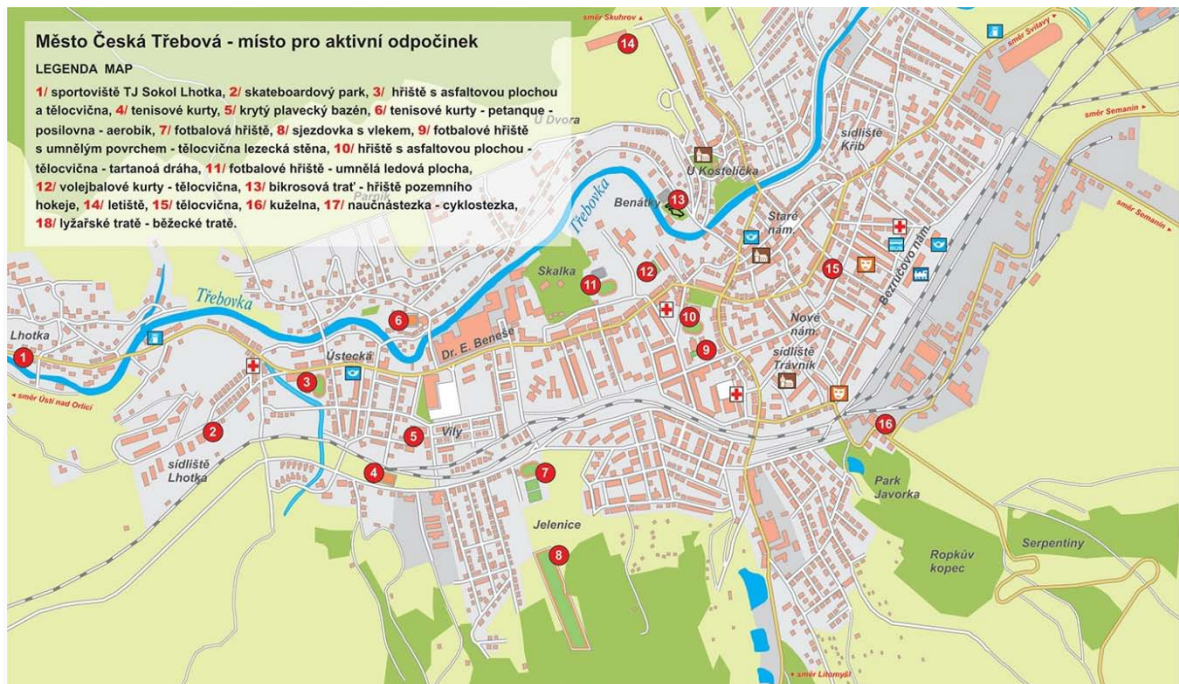 Město Česká Třebová - místo pro aktivní odpočinek
LEGENDA MAP
1/ sportoviště TJ Sokol Lhotka, 2/ skateboardový park, 3/ hřiště s asfaltovou plochou
a tělocvična, 4/ tenisové kurty, 5/ krytý plavecký bazén, 6/ tenisové kurty - petanque -
posilovna - aerobik, 7/ fotbalová hřiště, 8/ sjezdovka s vlekem, 9/ fotbalové hřiště
s umnělým povrchem - tělocvična lezecká stěna, 10/ hřiště s asfaltovou plochou -
tělocvična - tartanoá dráha, 11/ fotbalové hřiště - umnělá ledová plocha,
12/ volejbalové kurty - tělocvična, 13/ bikrosová trať - hřiště pozemního
hokeje, 14/ letiště, 15/ tělocvična, 16/ kuželna, 17/ naučnástezka - cyklostezka,
18/ lyžařské tratě - běžecké tratě.
směr Skuhrov
14
směr Svitavy
směr Semanín
U Dvora
sídliště
Křib
U Kostelíčka
Parník
13
Benátky
Třebovka
Staré
nám.
směr Semanín
Skalka
12
11
15
Bezručovo nám.
Třebovka
6
10
Nové
nám.
Lhotka
1
Dr. E. Beneše
9
Ústecká
sídliště
Trávník
3
směr Ústí nad Orlicí
2
5
Vily
16
sídliště
Lhotka
4
7
Park
Javorka
Jelenice
8
Ropkův
kopec
Serpentiny
směr Litomyšl